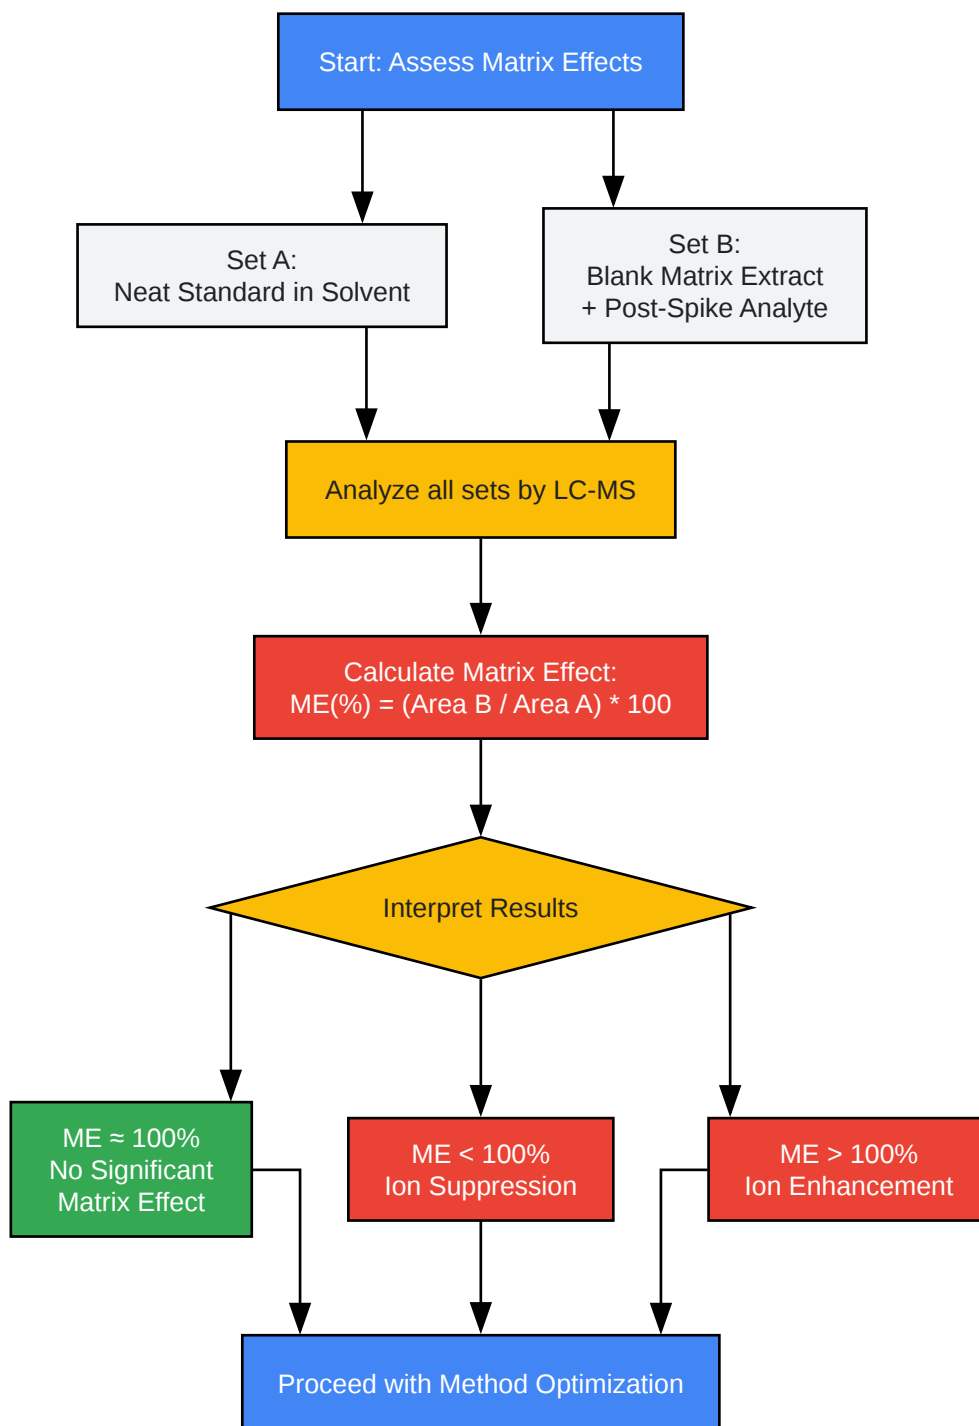 Start: Assess Matrix Effects
Set A:
Neat Standard in Solvent
Set B:
Blank Matrix Extract
+ Post-Spike Analyte
Analyze all sets by LC-MS
Calculate Matrix Effect:
ME(%) = (Area B / Area A) * 100
Interpret Results
ME ≈ 100%
No Significant
Matrix Effect
ME < 100%
Ion Suppression
ME > 100%
Ion Enhancement
Proceed with Method Optimization